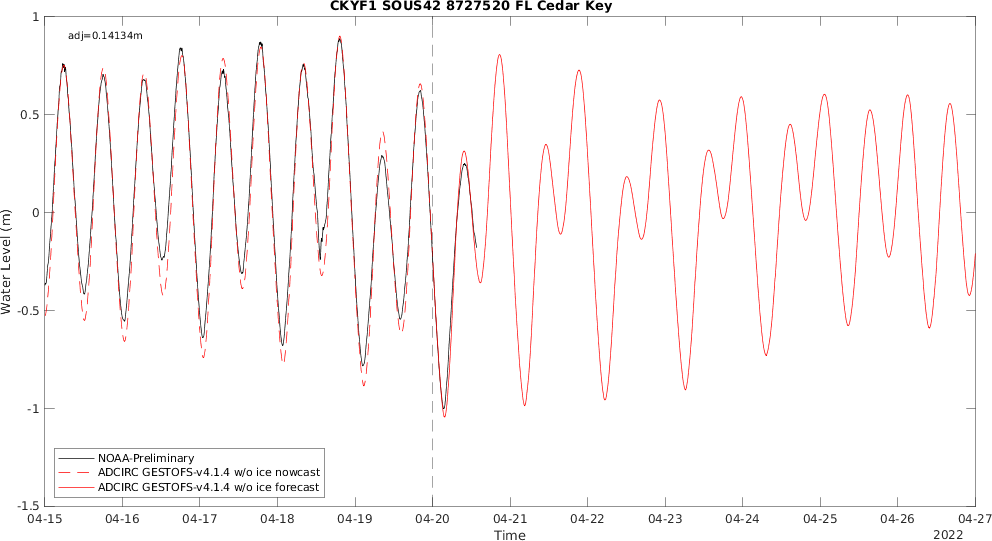 CKYF1 SOUS42 8727520 FL Cedar Key
adj=0.14134m
1
0.5
0
-0.5
-1
-1.5
Water Level (m)
NOAA-Preliminary
ADCIRC GESTOFS-v4.1.4 w/o ice nowcast
ADCIRC GESTOFS-v4.1.4 w/o ice forecast
04-15 04-16 04-17 04-18 04-19 04-20 04-21 04-22 04-23 04-24 04-25 04-26 04-27
Time
2022